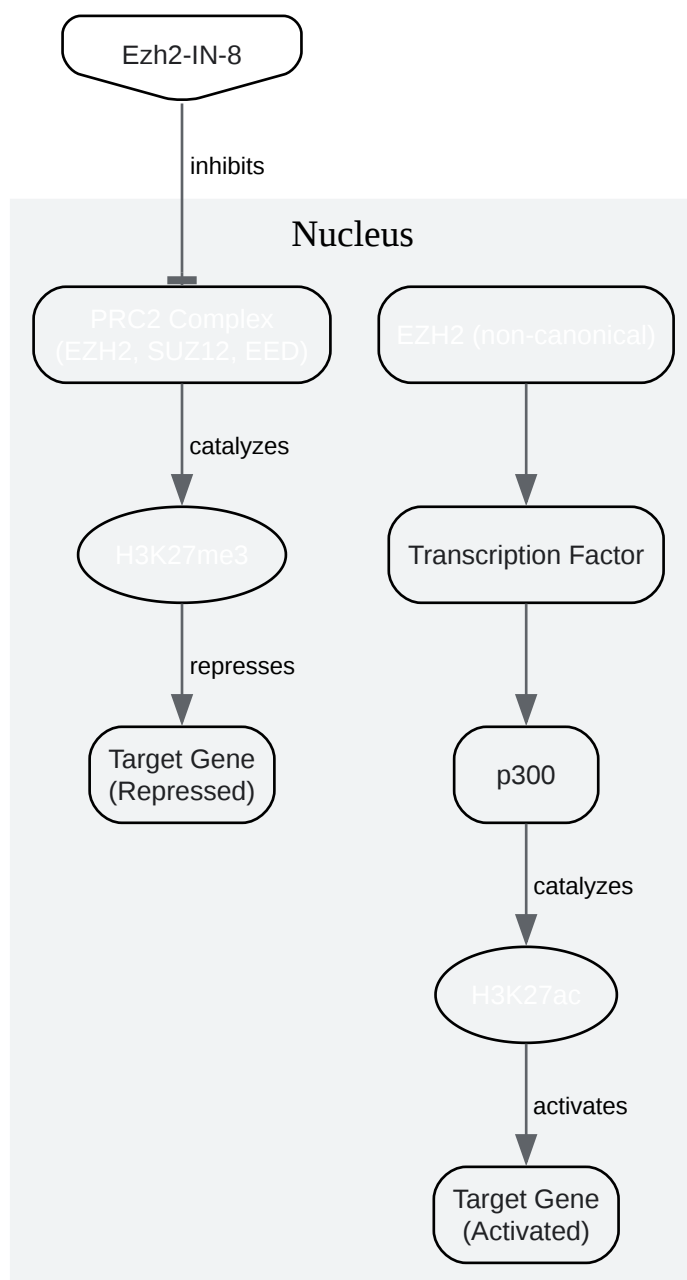 Ezh2-IN-8
inhibits
Nucleus
PRC2 Complex
(EZH2, SUZ12, EED)
EZH2 (non-canonical)
catalyzes
H3K27me3
Transcription Factor
represses
Target Gene
(Repressed)
p300
catalyzes
H3K27ac
activates
Target Gene
(Activated)